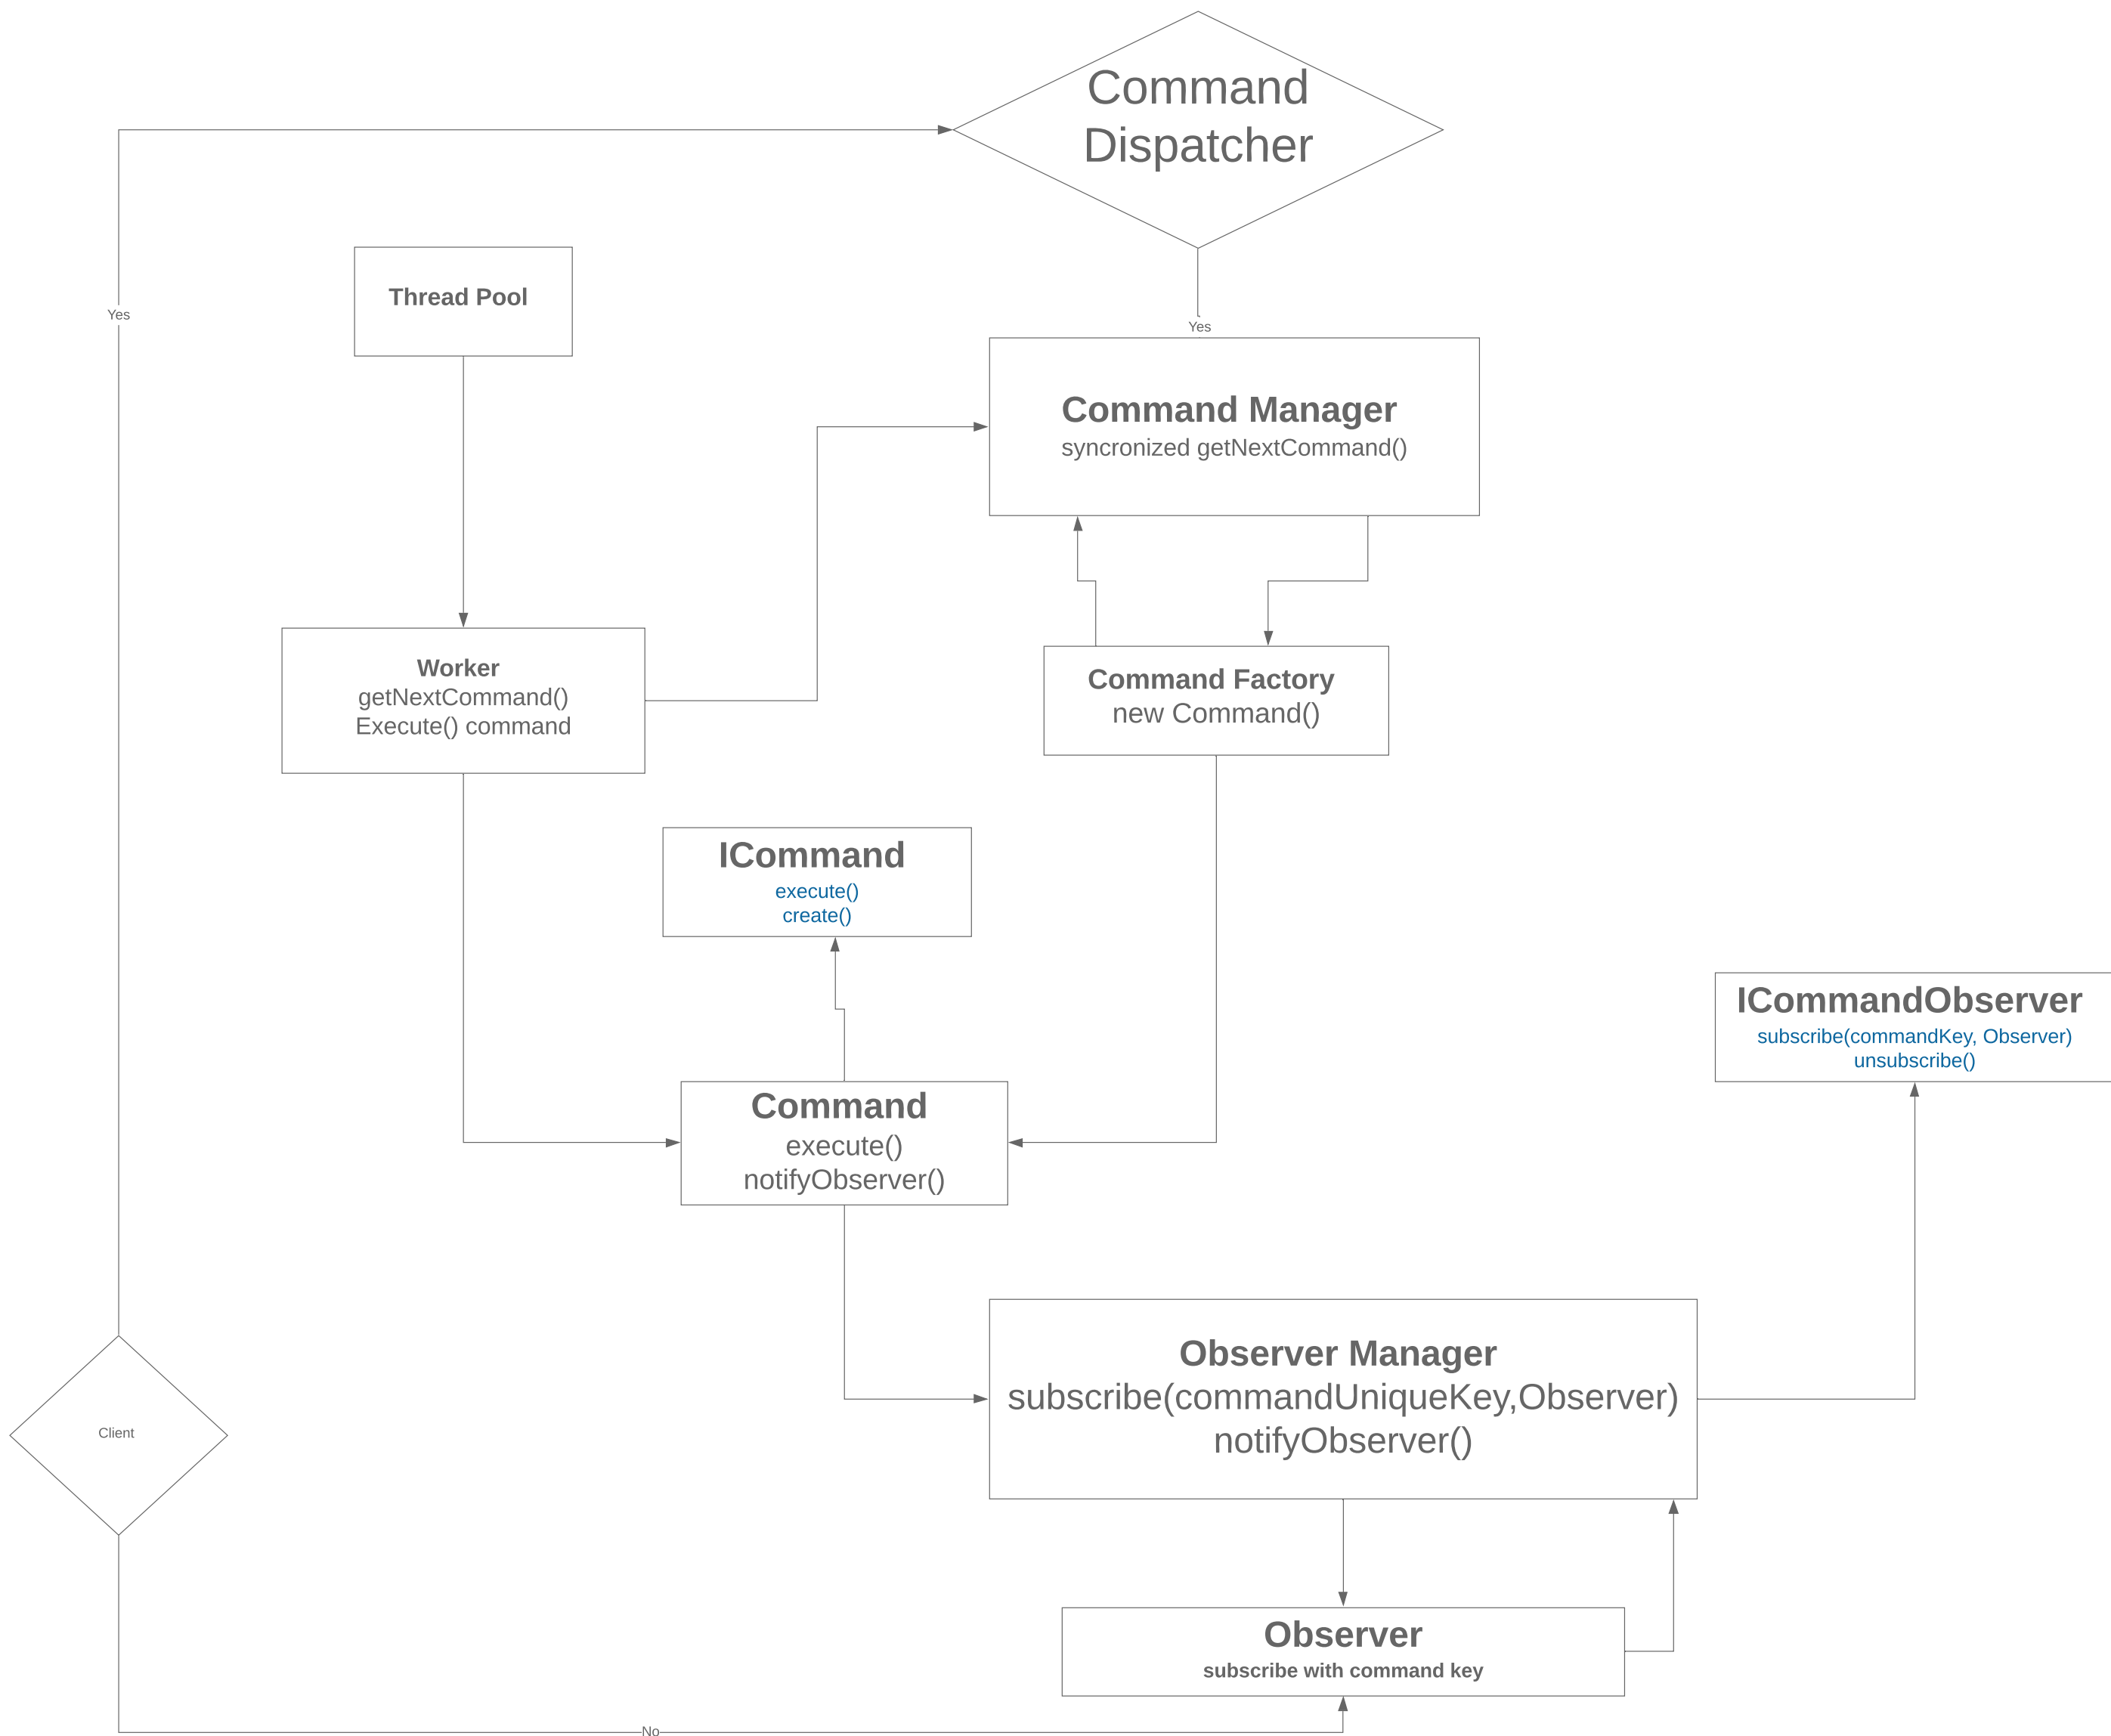 Command
Dispatcher
Yes
Thread Pool
Yes
Command Manager
syncronized getNextCommand()
Worker
getNextCommand()
Execute() command
Command Factory
new Command()
ICommand
execute()
create()
ICommandObserver
subscribe(commandKey, Observer)
unsubscribe()
Command
execute()
notifyObserver()
Observer Manager
subscribe(commandUniqueKey,Observer)
notifyObserver()
Client
Observer
subscribe with command key
No